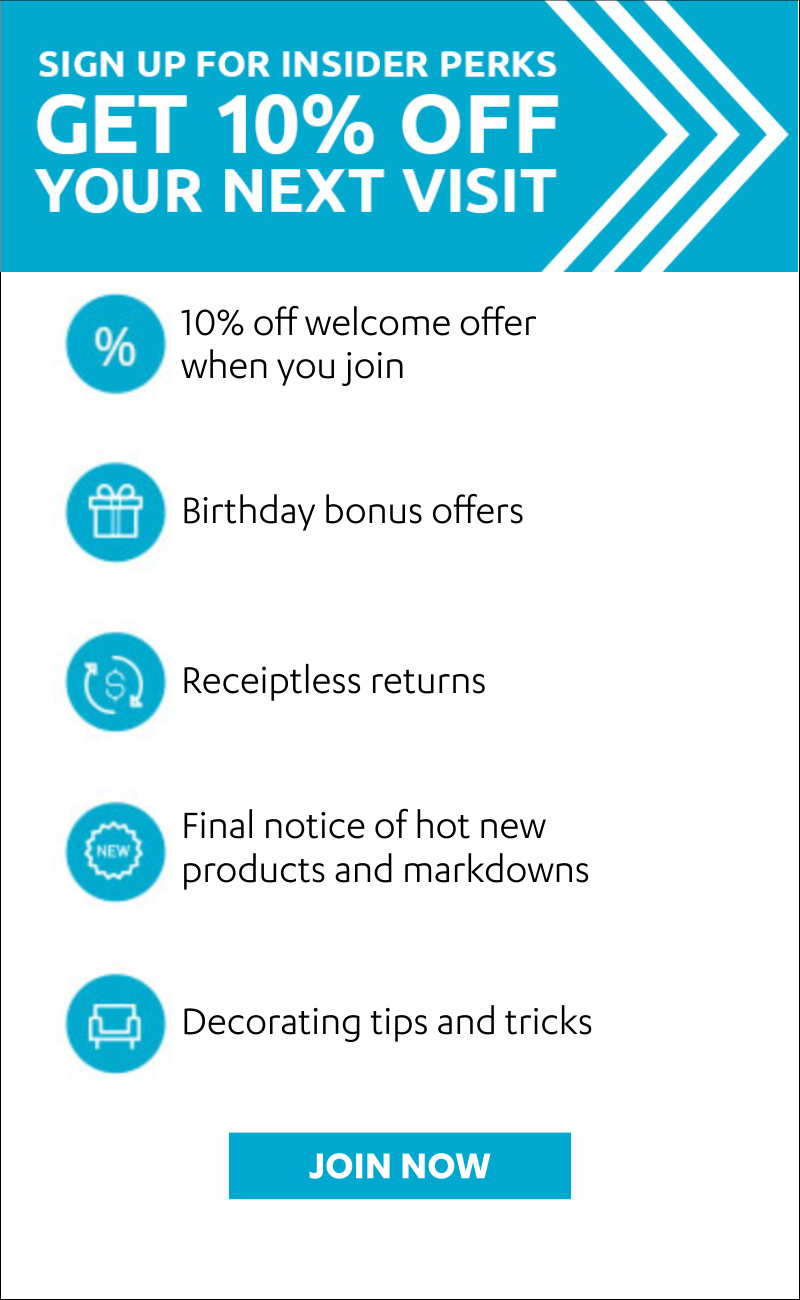 SIGN UP FOR INSIDER PERKS
GET 10% OFF
YOUR NEXT VISIT
%
10% off welcome offer
when you join
Birthday bonus offers
$
Receiptless returns
NEW
Final notice of hot new
products and markdowns
Decorating tips and tricks
JOIN NOW